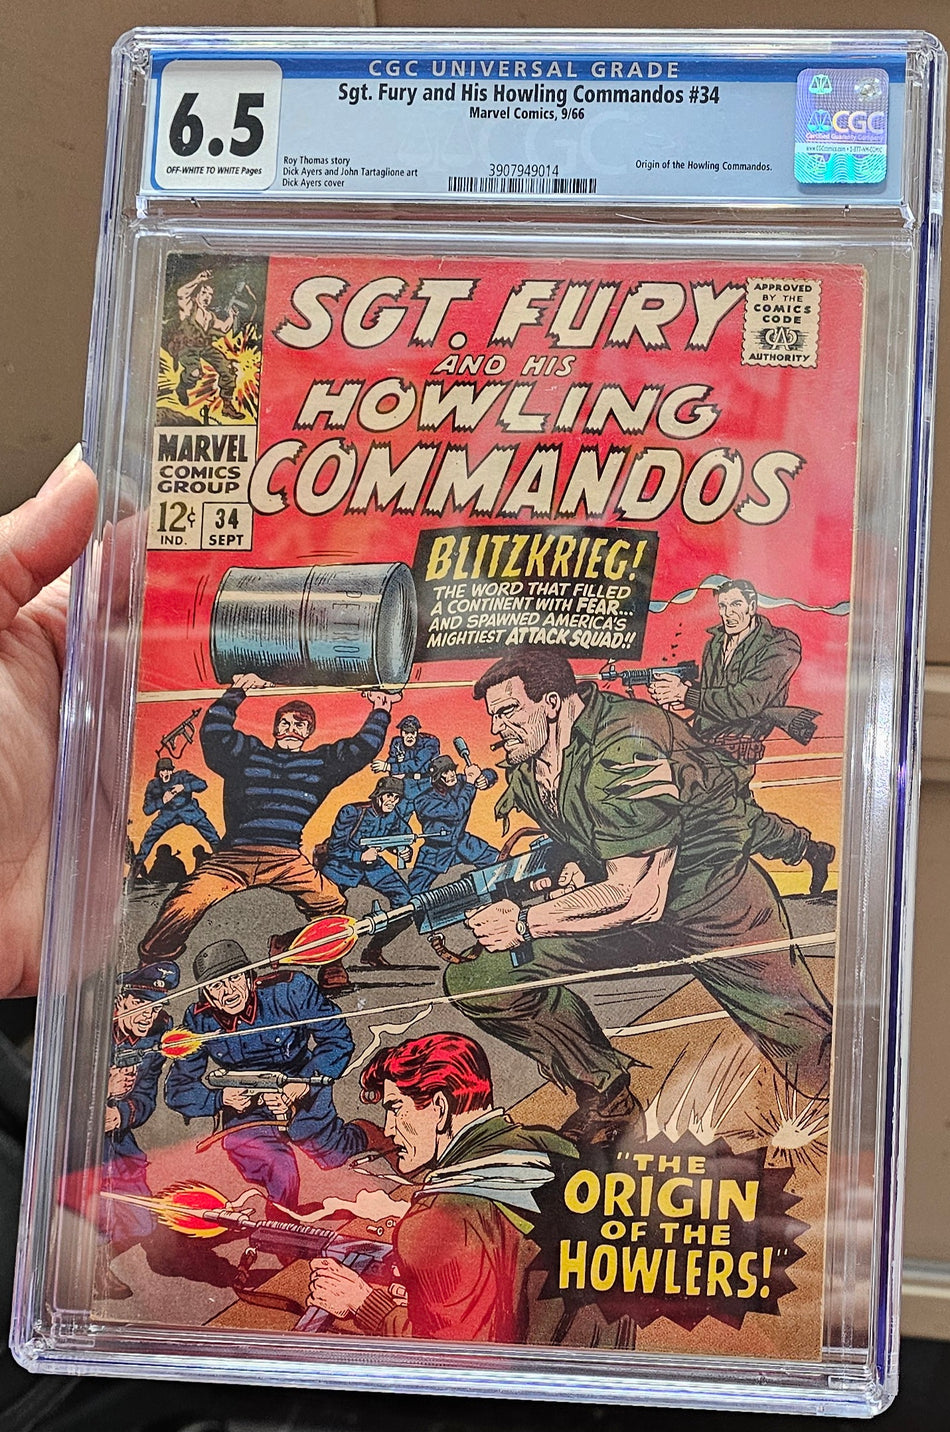 CGC UNIVERSAL GRADE
Sgt. Fury and His Howling Commandos #34
Marvel Comics, 9/66
6.5
OFF-WHITE TO WHITE Pages
Roy Thomas story
Dick Ayers and John Tartaglione art
Dick Ayers cover
3907949014
Origin of the Howling Commandos.
CGC
SGT. FURY
AND HIS
HOWLING
COMMANDOS
APPROVED
BY THE
COMICS
CODE
AUTHORITY
MARVEL
COMICS
GROUP
12¢
IND.
34
SEPT
BLITZKRIEG!
THE WORD THAT FILLED
A CONTINENT WITH FEAR...
AND SPAWNED AMERICA'S
MIGHTIEST ATTACK SQUAD!!
PETROL
"THE
ORIGIN
OF THE
HOWLERS!"